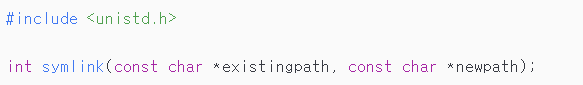 #include <unistd.h>
int symlink(const char *existingpath, const char *newpath);